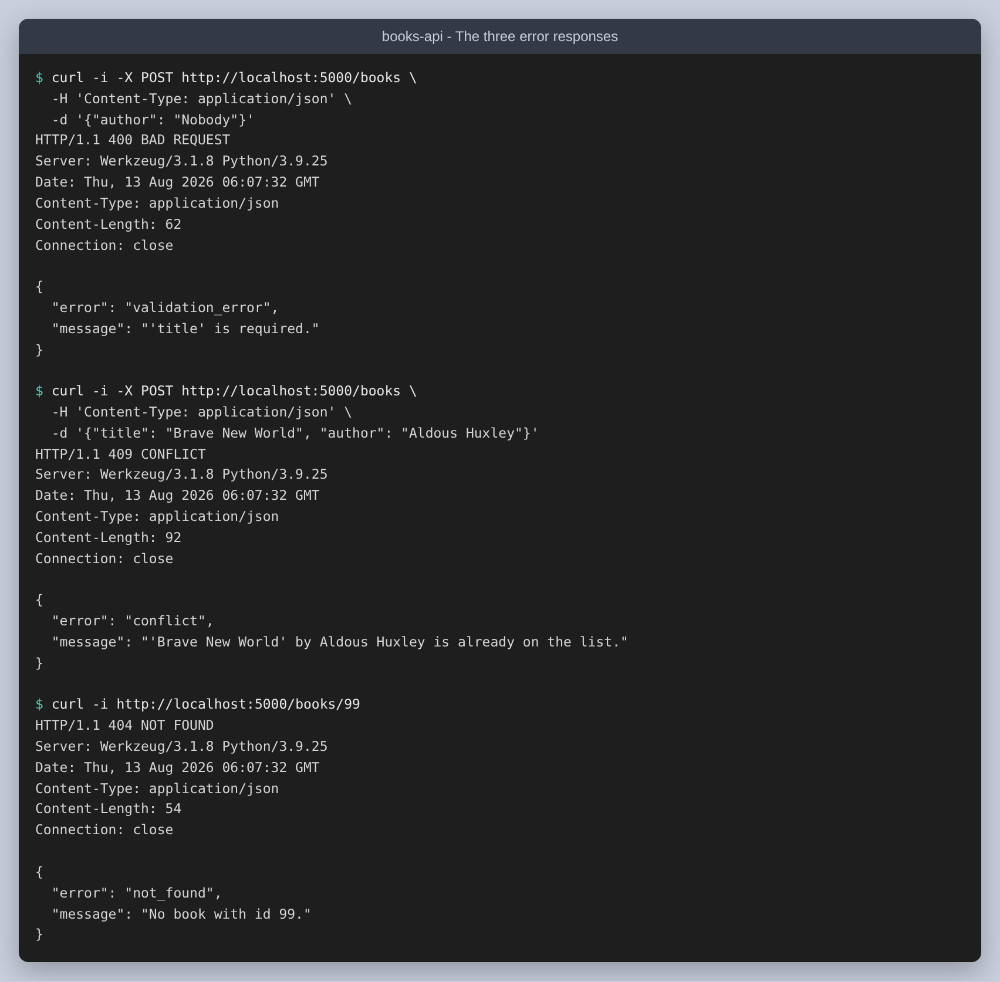 books-api - The three error responses
$ curl -i -X POST http://localhost:5000/books \
  -H 'Content-Type: application/json' \
  -d '{"author": "Nobody"}'
HTTP/1.1 400 BAD REQUEST
Server: Werkzeug/3.1.8 Python/3.9.25
Date: Thu, 13 Aug 2026 06:07:32 GMT
Content-Type: application/json
Content-Length: 62
Connection: close

{
  "error": "validation_error",
  "message": "'title' is required."
}

$ curl -i -X POST http://localhost:5000/books \
  -H 'Content-Type: application/json' \
  -d '{"title": "Brave New World", "author": "Aldous Huxley"}'
HTTP/1.1 409 CONFLICT
Server: Werkzeug/3.1.8 Python/3.9.25
Date: Thu, 13 Aug 2026 06:07:32 GMT
Content-Type: application/json
Content-Length: 92
Connection: close

{
  "error": "conflict",
  "message": "'Brave New World' by Aldous Huxley is already on the list."
}

$ curl -i http://localhost:5000/books/99
HTTP/1.1 404 NOT FOUND
Server: Werkzeug/3.1.8 Python/3.9.25
Date: Thu, 13 Aug 2026 06:07:32 GMT
Content-Type: application/json
Content-Length: 54
Connection: close

{
  "error": "not_found",
  "message": "No book with id 99."
}